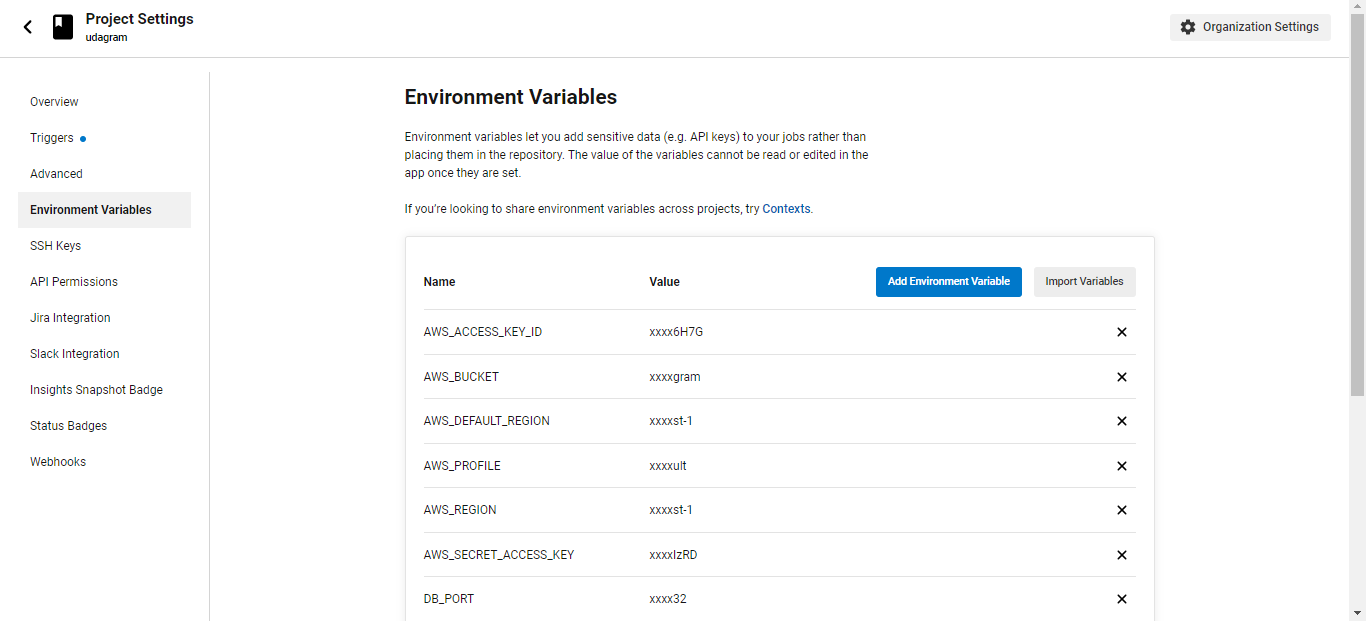 Project Settings
udagram
Organization Settings
Overview
Triggers
Advanced
Environment Variables
SSH Keys
API Permissions
Jira Integration
Slack Integration
Insights Snapshot Badge
Status Badges
Webhooks
Environment Variables
Environment variables let you add sensitive data (e.g. API keys) to your jobs rather than
placing them in the repository. The value of the variables cannot be read or edited in the
app once they are set.
If you're looking to share environment variables across projects, try Contexts.
Name Value Add Environment Variable Import Variables
AWS_ACCESS_KEY_ID xxxx6H7G
AWS_BUCKET xxxxgram
AWS_DEFAULT_REGION xxxxst-1
AWS_PROFILE xxxxult
AWS_REGION xxxxst-1
AWS_SECRET_ACCESS_KEY xxxxIzRD
DB_PORT xxxx32